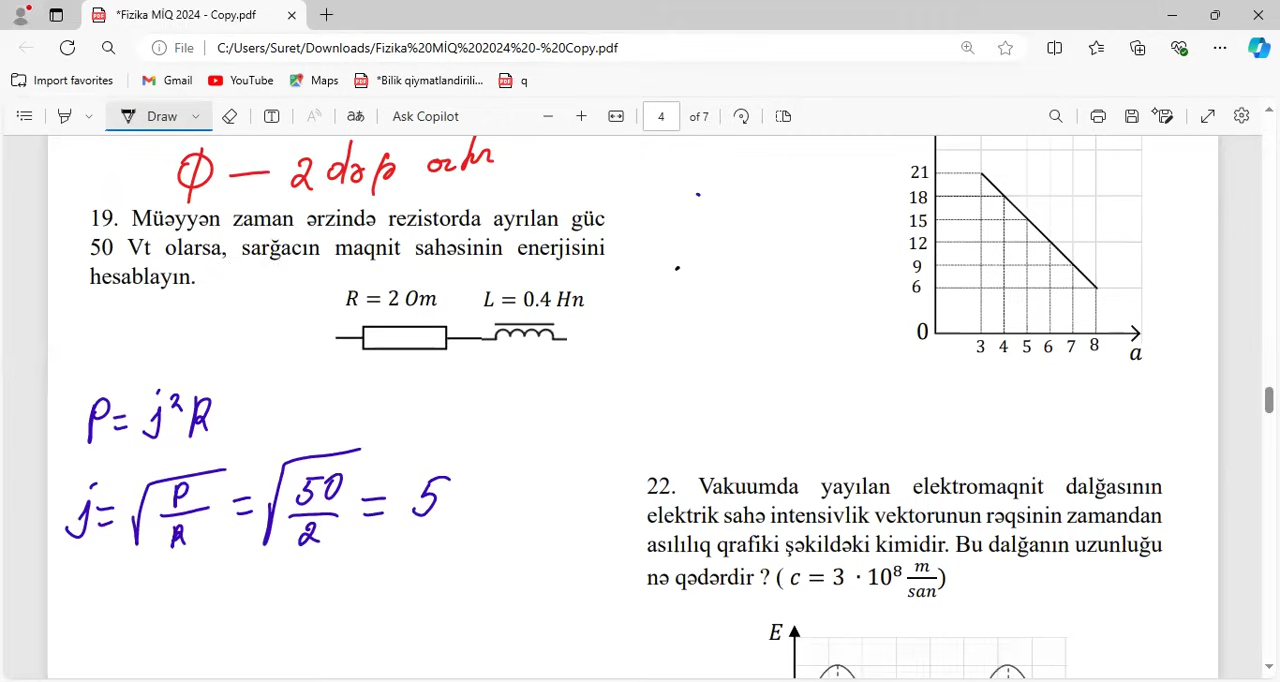 *Fizika MİQ 2024 - Copy.pdf
File
C:/Users/Suret/Downloads/Fizika%20MİQ%202024%20-%20Copy.pdf
Import favorites
Gmail
YouTube
Maps
*Bilik qiymatlandirili...
q
Draw
aあ
Ask Copilot
4
of 7
ϕ — 2 dəf
19. Müəyyən zaman ərzində rezistorda ayrılan güc
50 Vt olarsa, sarğacın maqnit sahəsinin enerjisini
hesablayın.
R = 2 Om
L = 0.4 Hn
P = j²R
j = √(P/R) = √(50/2) = 5
21
18
15
12
9
6
0
3 4 5 6 7 8
a
22. Vakuumda yayılan elektromaqnit dalğasının
elektrik sahə intensivlik vektorunun rəqsinin zamandan
asılılıq qrafiki şəkildəki kimidir. Bu dalğanın uzunluğu
nə qədərdir ? ( c = 3 · 10⁸ m/san )
E